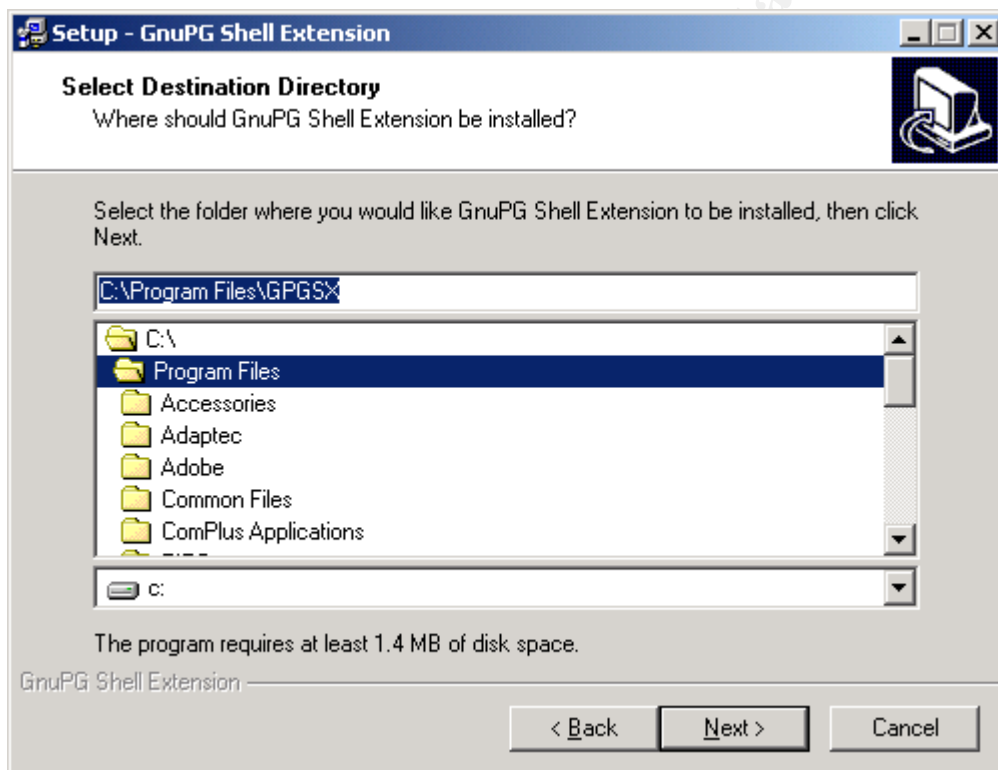 Setup - GnuPG Shell Extension
Select Destination Directory
Where should GnuPG Shell Extension be installed?
Select the folder where you would like GnuPG Shell Extension to be installed, then click
Next.
C:\Program Files\GPGSX
C:\
Program Files
Accessories
Adaptec
Adobe
Common Files
ComPlus Applications
c:
The program requires at least 1.4 MB of disk space.
GnuPG Shell Extension
< Back Next > Cancel